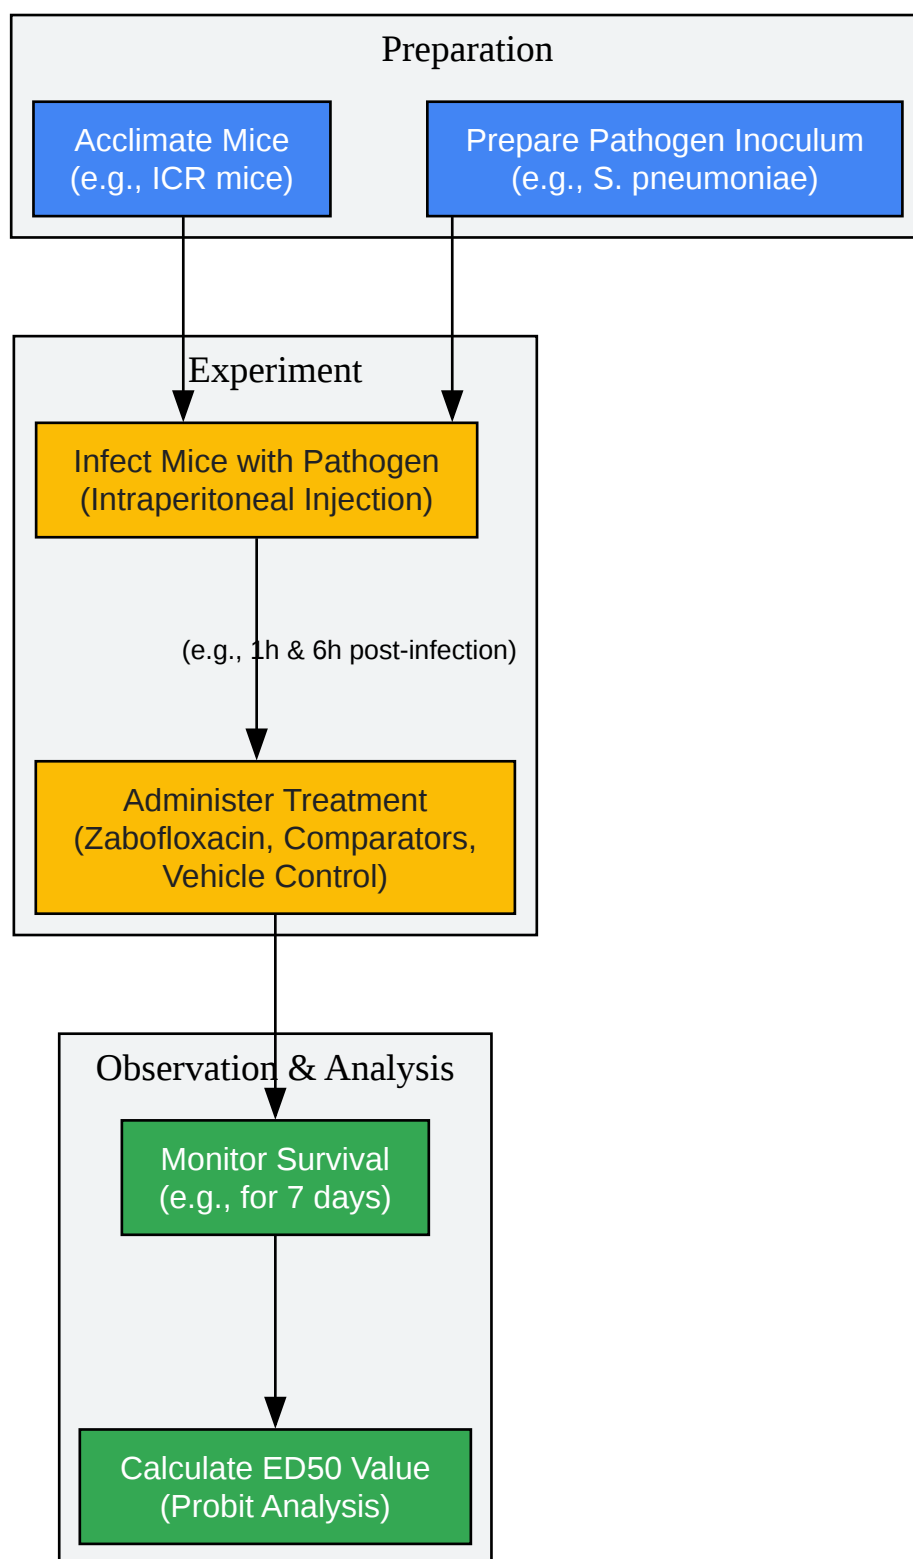 Preparation
Acclimate Mice
(e.g., ICR mice)
Prepare Pathogen Inoculum
(e.g., S. pneumoniae)
Experiment
Infect Mice with Pathogen
(Intraperitoneal Injection)
(e.g., 1h & 6h post-infection)
Administer Treatment
(Zabofloxacin, Comparators,
Vehicle Control)
Observation & Analysis
Monitor Survival
(e.g., for 7 days)
Calculate ED50 Value
(Probit Analysis)